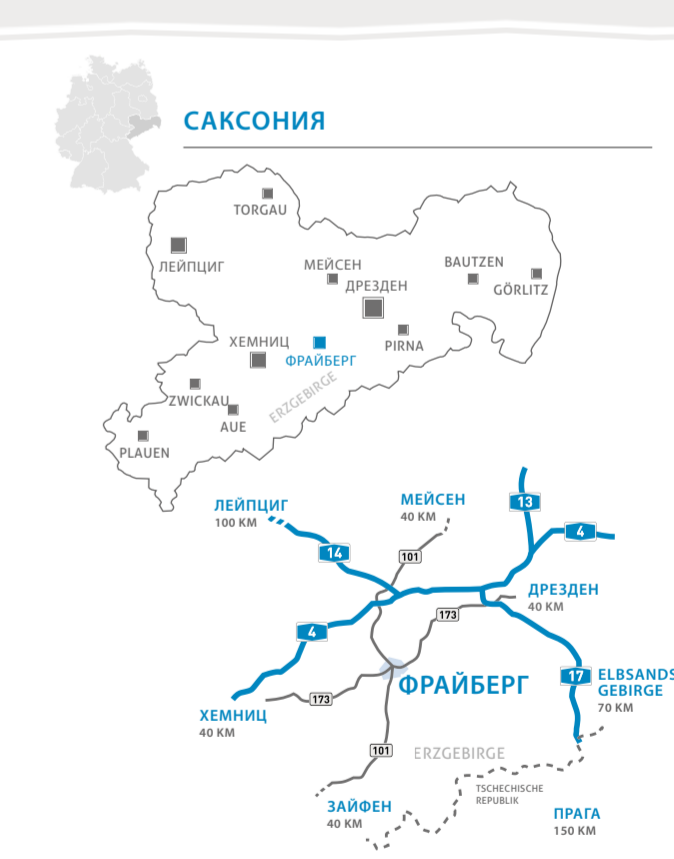 САКСОНИЯ
TORGAU
ЛЕЙПЦИГ
МЕЙСЕН
BAUTZEN
ДРЕЗДЕН
GÖRLITZ
ХЕМНИЦ
PIRNA
ФРАЙБЕРГ
ERZGEBIRGE
ZWICKAU
AUE
PLAUEN
ЛЕЙПЦИГ
100 KM
МЕЙСЕН
40 KM
13
4
14
101
ДРЕЗДЕН
40 KM
173
4
17
ELBSANDS
GEBIRGE
70 KM
ФРАЙБЕРГ
173
ХЕМНИЦ
40 KM
101
ERZGEBIRGE
TSCHECHISCHE
REPUBLIK
ЗАЙФЕН
40 KM
ПРАГА
150 KM